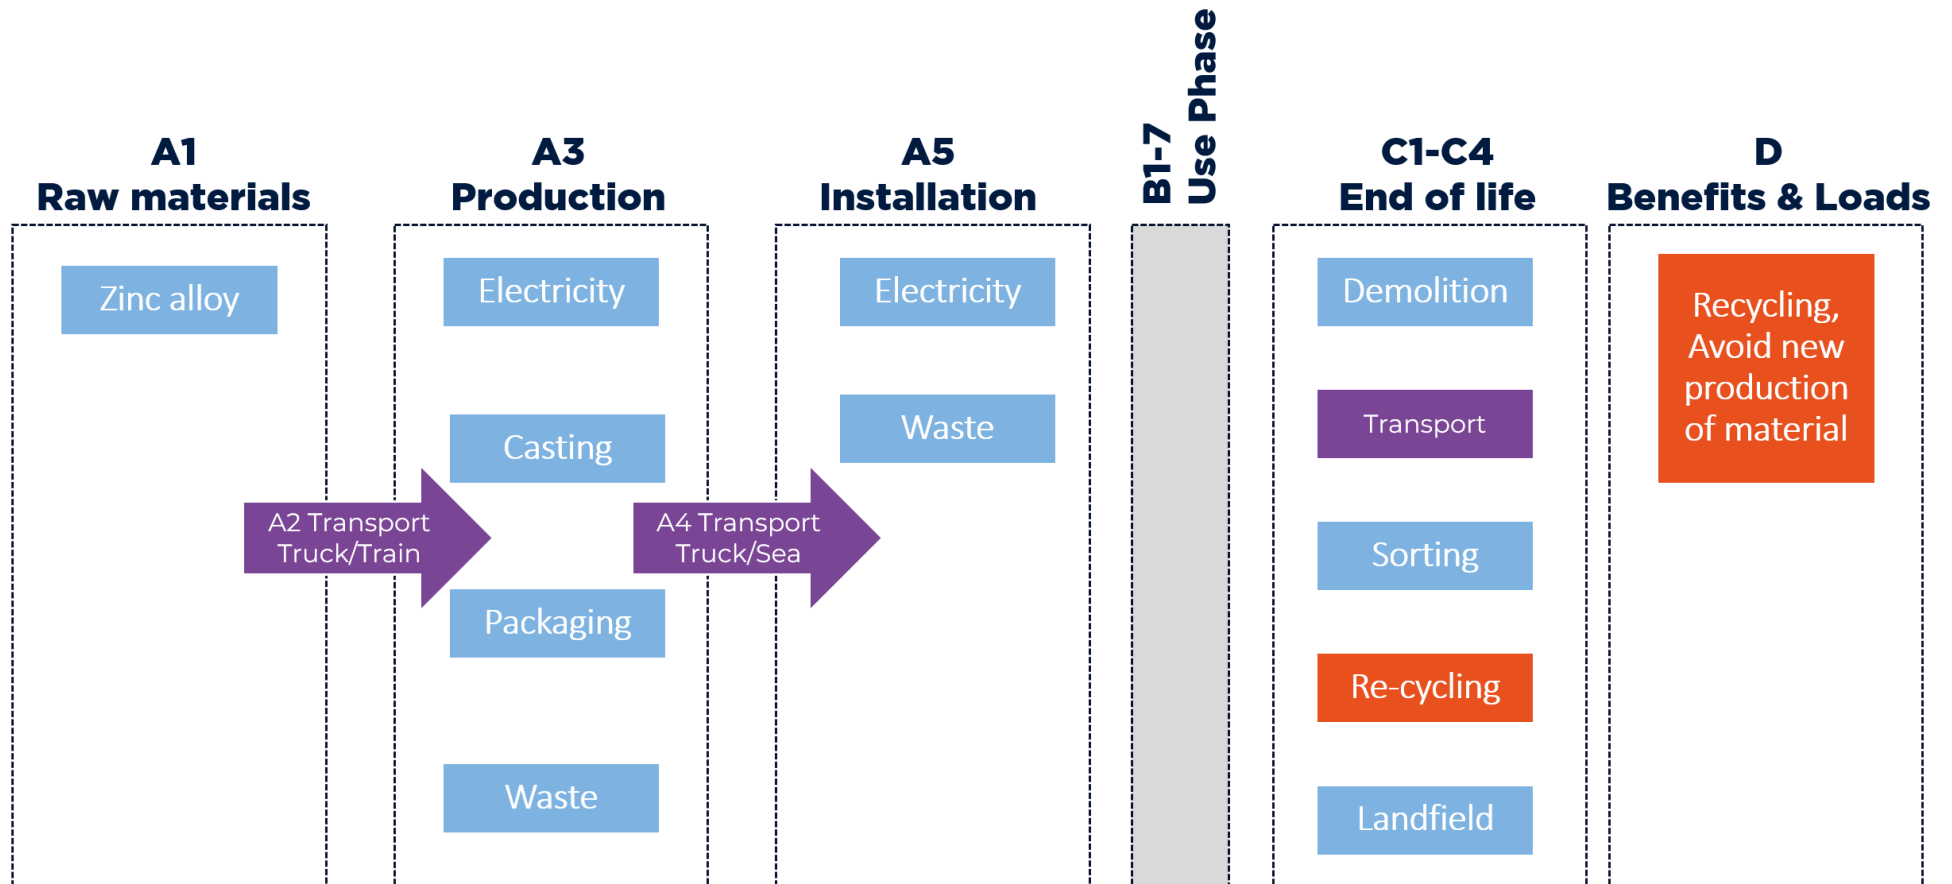 A1
Raw materials
Zinc alloy
A2 Transport
Truck/Train
A3
Production
Electricity
Casting
Packaging
Waste
A4 Transport
Truck/Sea
A5
Installation
Electricity
Waste
B1-7
Use Phase
C1-C4
End of life
Demolition
Transport
Sorting
Re-cycling
Landfield
D
Benefits & Loads
Recycling,
Avoid new
production
of material